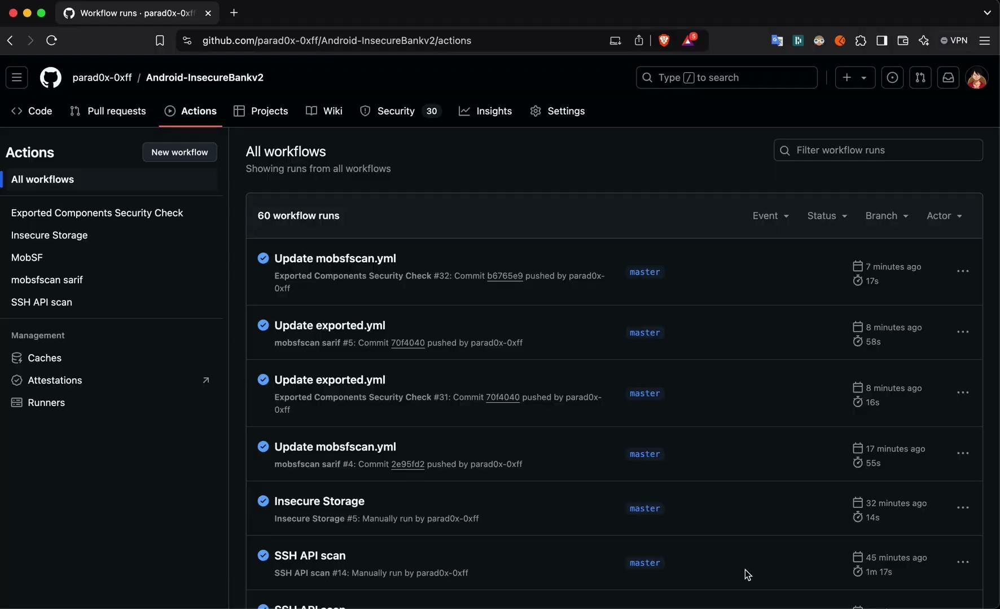 Workflow runs · parad0x-0xff
github.com/parad0x-0xff/Android-InsecureBankv2/actions
5
VPN
parad0x-0xff / Android-InsecureBankv2
Type / to search
Code
Pull requests
Actions
Projects
Wiki
Security 30
Insights
Settings
Actions
New workflow
All workflows
Exported Components Security Check
Insecure Storage
MobSF
mobsfscan sarif
SSH API scan
Management
Caches
Attestations
Runners
All workflows
Showing runs from all workflows
Filter workflow runs
60 workflow runs
Event
Status
Branch
Actor
Update mobsfscan.yml
Exported Components Security Check #32: Commit b6765e9 pushed by parad0x-
0xff
master
7 minutes ago
17s
Update exported.yml
mobsfscan sarif #5: Commit 70f4040 pushed by parad0x-0xff
master
8 minutes ago
58s
Update exported.yml
Exported Components Security Check #31: Commit 70f4040 pushed by parad0x-
0xff
master
8 minutes ago
16s
Update mobsfscan.yml
mobsfscan sarif #4: Commit 2e95fd2 pushed by parad0x-0xff
master
17 minutes ago
55s
Insecure Storage
Insecure Storage #5: Manually run by parad0x-0xff
master
32 minutes ago
14s
SSH API scan
SSH API scan #14: Manually run by parad0x-0xff
master
45 minutes ago
1m 17s
SSH API scan